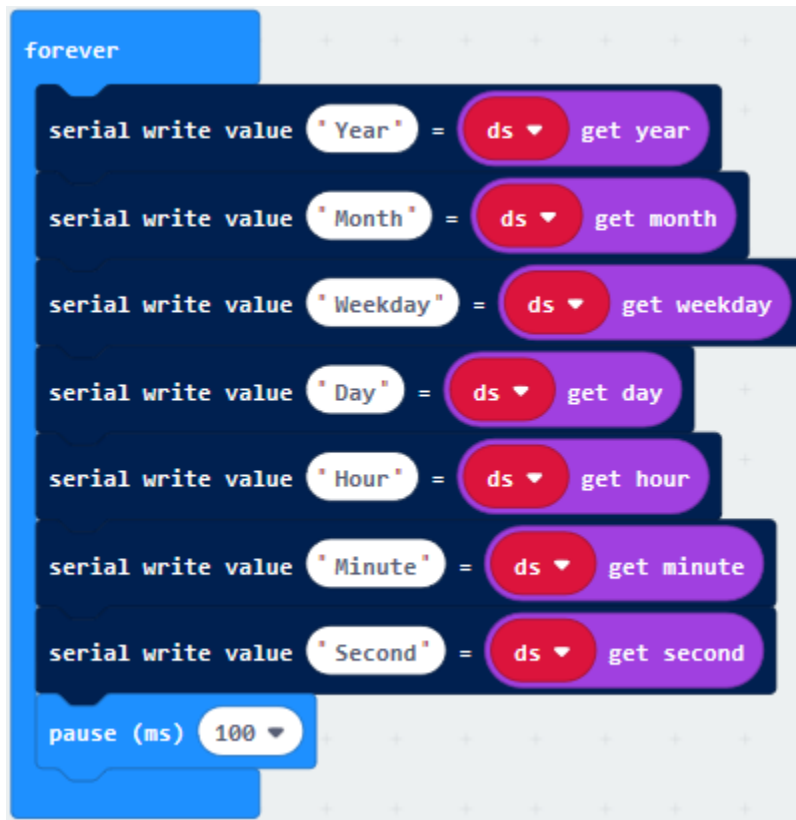 forever
serial write value "Year" = ds get year
serial write value "Month" = ds get month
serial write value "Weekday" = ds get weekday
serial write value "Day" = ds get day
serial write value "Hour" = ds get hour
serial write value "Minute" = ds get minute
serial write value "Second" = ds get second
pause (ms) 100